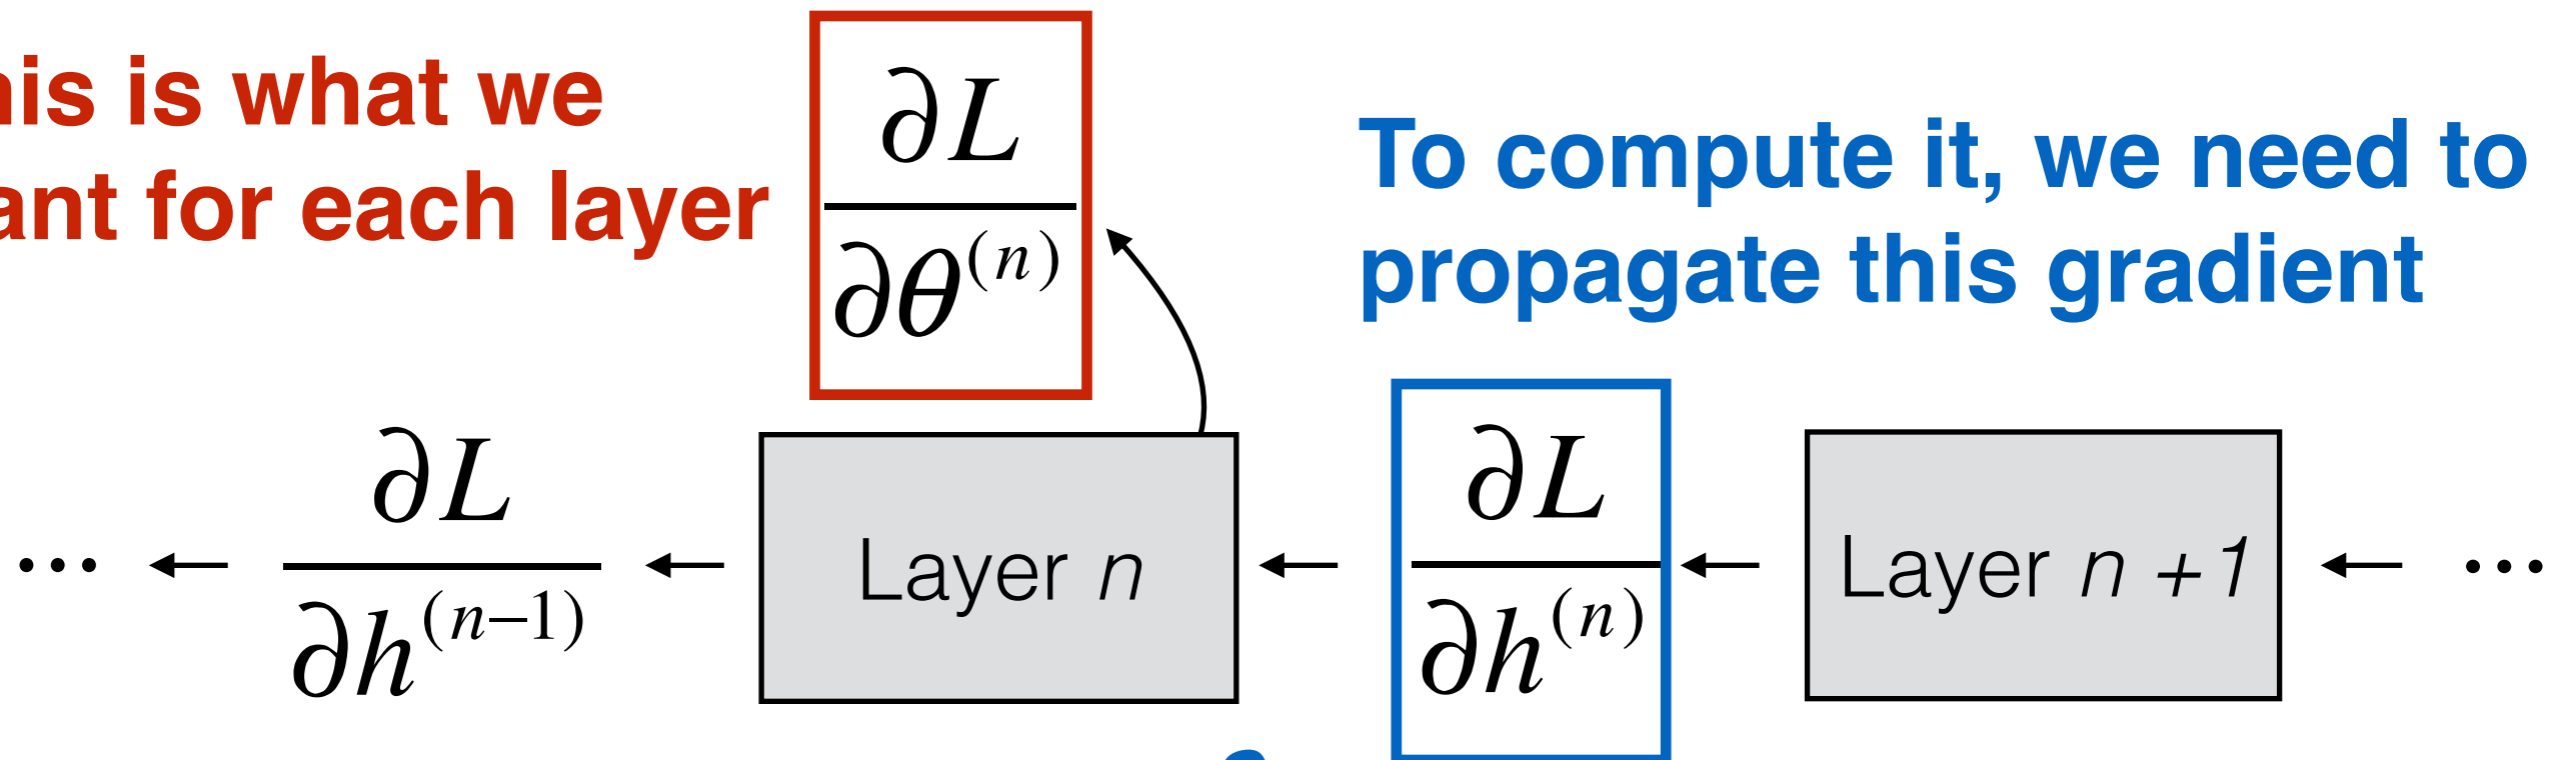 his is what we
ant for each layer
∂L
∂θ^(n)
To compute it, we need to
propagate this gradient
... ← ∂L/∂h^(n−1) ← Layer n ← ∂L/∂h^(n) ← Layer n +1 ← ...